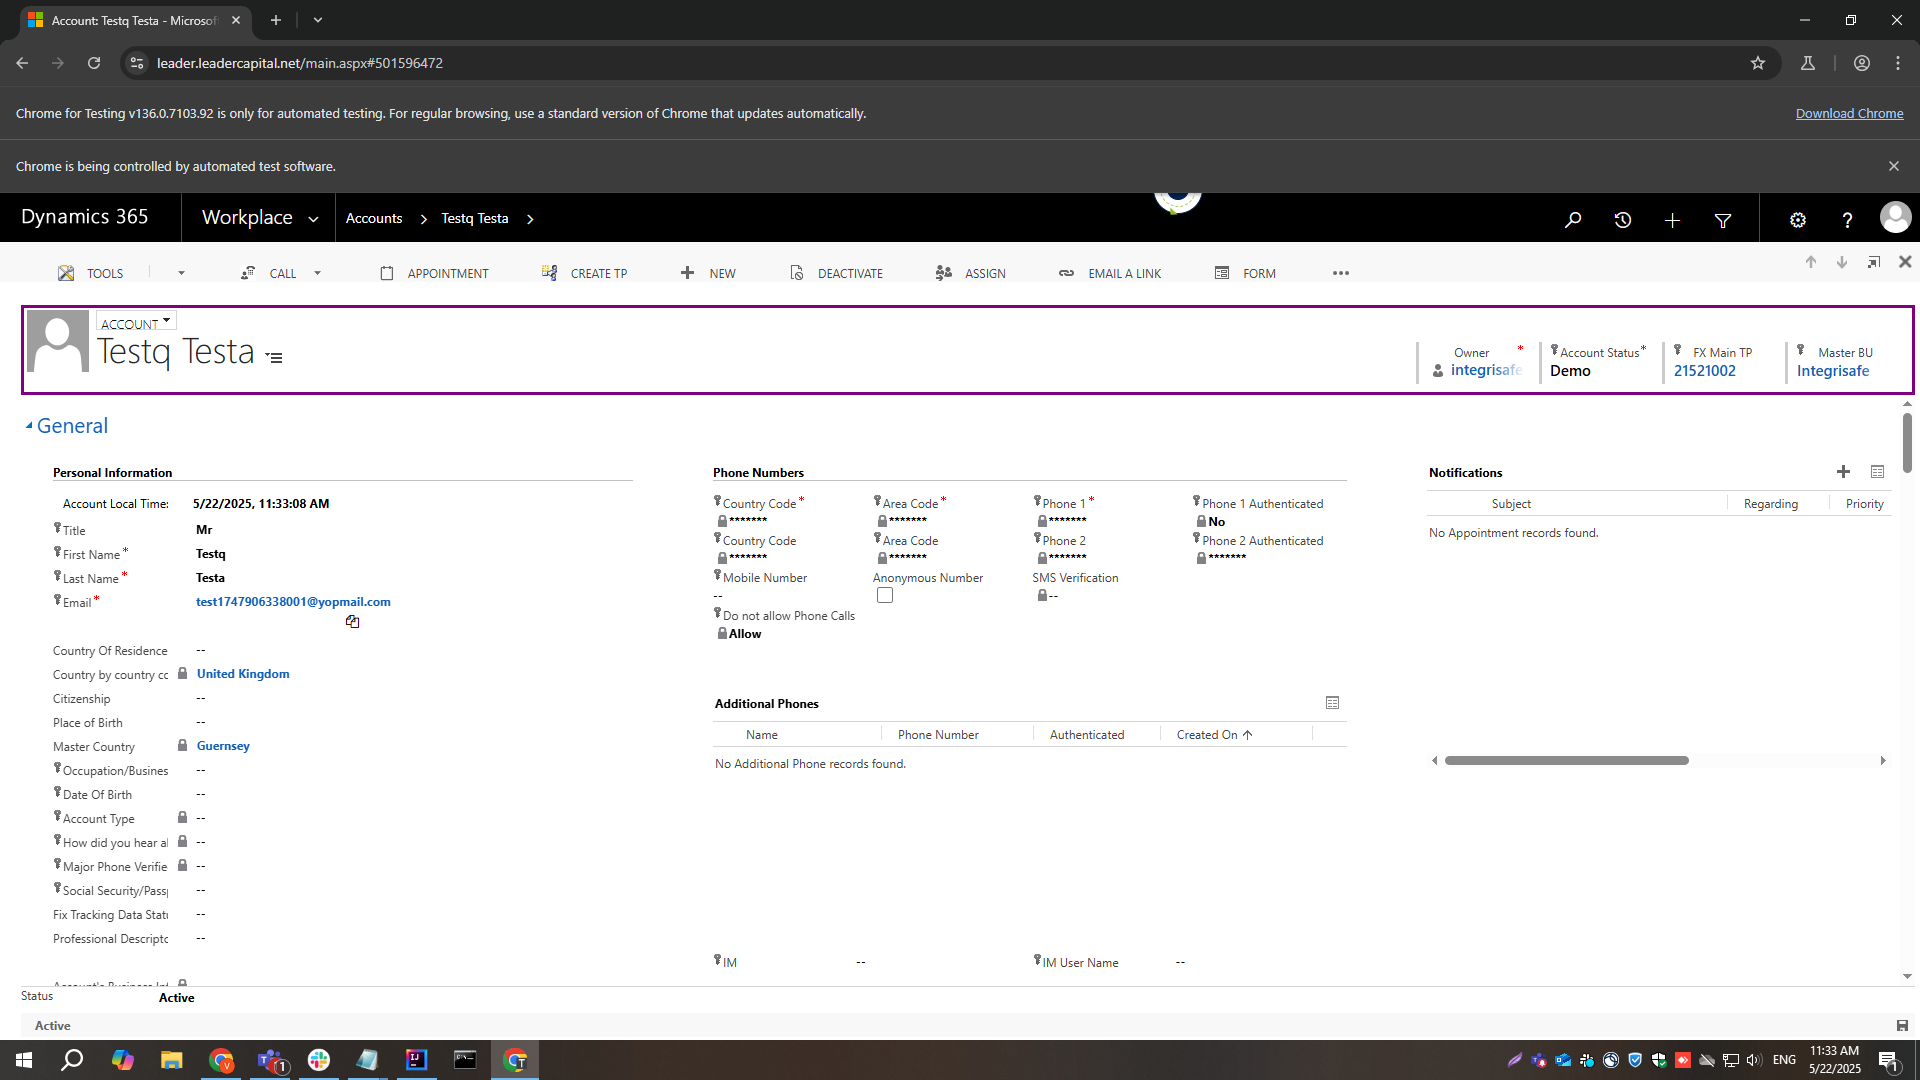 Account: Testq Testa - Microsof
leader.leadercapital.net/main.aspx#501596472
Chrome for Testing v136.0.7103.92 is only for automated testing. For regular browsing, use a standard version of Chrome that updates automatically.
Download Chrome
Chrome is being controlled by automated test software.
Dynamics 365
Workplace
Accounts
Testq Testa
TOOLS
CALL
APPOINTMENT
CREATE TP
NEW
DEACTIVATE
ASSIGN
EMAIL A LINK
FORM
ACCOUNT
Testq Testa
Owner *
integrisafe
Account Status *
Demo
FX Main TP
21521002
Master BU
Integrisafe
General
Personal Information
Account Local Time:
5/22/2025, 11:33:08 AM
Title
Mr
First Name *
Testq
Last Name *
Testa
Email *
test1747906338001@yopmail.com
Country Of Residence
--
Country by country cc
United Kingdom
Citizenship
--
Place of Birth
--
Master Country
Guernsey
Occupation/Busines
--
Date Of Birth
--
Account Type
--
How did you hear a
--
Major Phone Verifie
--
Social Security/Pass
--
Fix Tracking Data Stat
--
Professional Descripto
--
Phone Numbers
Country Code *
*******
Area Code *
*******
Phone 1 *
*******
Phone 1 Authenticated
No
Country Code
*******
Area Code
*******
Phone 2
*******
Phone 2 Authenticated
*******
Mobile Number
--
Anonymous Number
SMS Verification
--
Do not allow Phone Calls
Allow
Additional Phones
Name
Phone Number
Authenticated
Created On
No Additional Phone records found.
IM
--
IM User Name
--
Notifications
Subject
Regarding
Priority
No Appointment records found.
Status
Active
Active
ENG
11:33 AM
5/22/2025